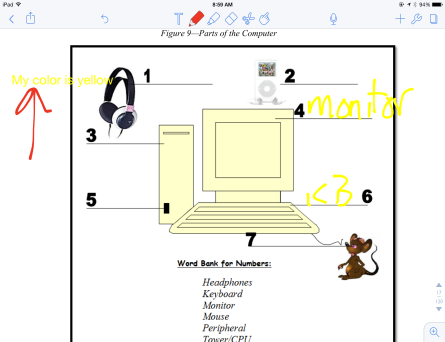 iPad
8:59 AM
94%
T
Figure 9—Parts of the Computer
My color is yellow
1
2
3
4 monitor
5
KB 6
7
Word Bank for Numbers:
Headphones
Keyboard
Monitor
Mouse
Peripheral
Tower/CPU